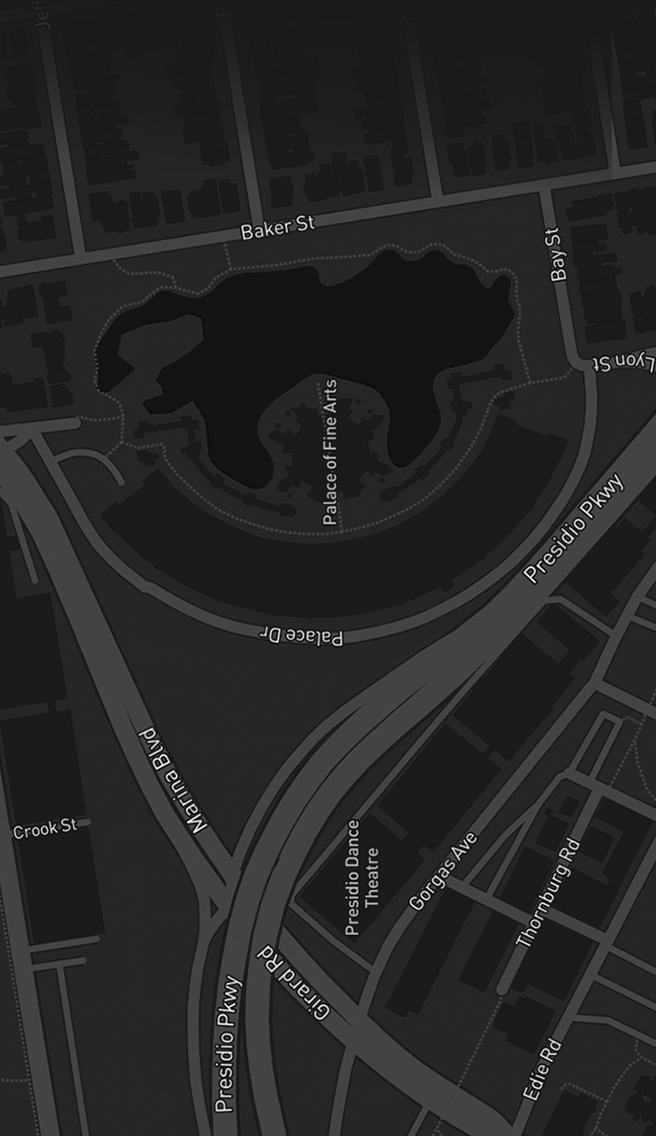 Baker St
Bay St
Lyon St
Palace of Fine Arts
Presidio Pkwy
Palace Dr
Marina Blvd
Crook St
Presidio Dance
Theatre
Gorgas Ave
Thornburg Rd
Girard Rd
Presidio Pkwy
Edie Rd